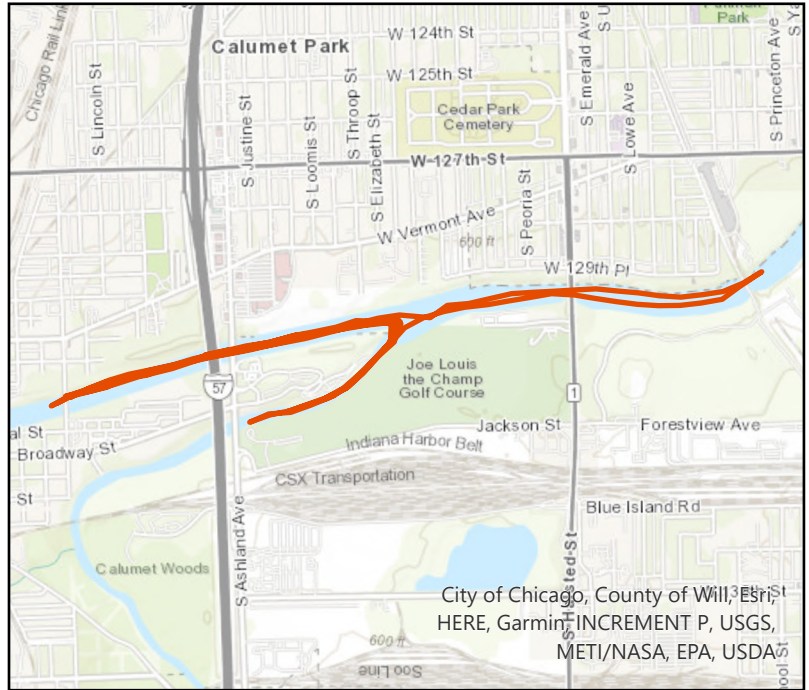 Park
Chicago Rail Link
S Lincoln St
Calumet Park
W 124th St
W 125th St
S Justine St
S Loomis St
S Throop St
S Elizabeth St
Cedar Park
Cemetery
S Emerald Ave
S Lowe Ave
S Princeton Ave
W 127th St
W Vermont Ave
600 ft
S Peoria St
W 129th Pl
57
Joe Louis
the Champ
Golf Course
1
al St
Broadway St
St
Jackson St
Forestview Ave
Indiana Harbor Belt
CSX Transportation
Blue Island Rd
S Ashland Ave
Calumet Woods
S Halsted St
600 ft
Soo Line
ool St
City of Chicago, County of Will, Esri,
HERE, Garmin, INCREMENT P, USGS,
METI/NASA, EPA, USDA